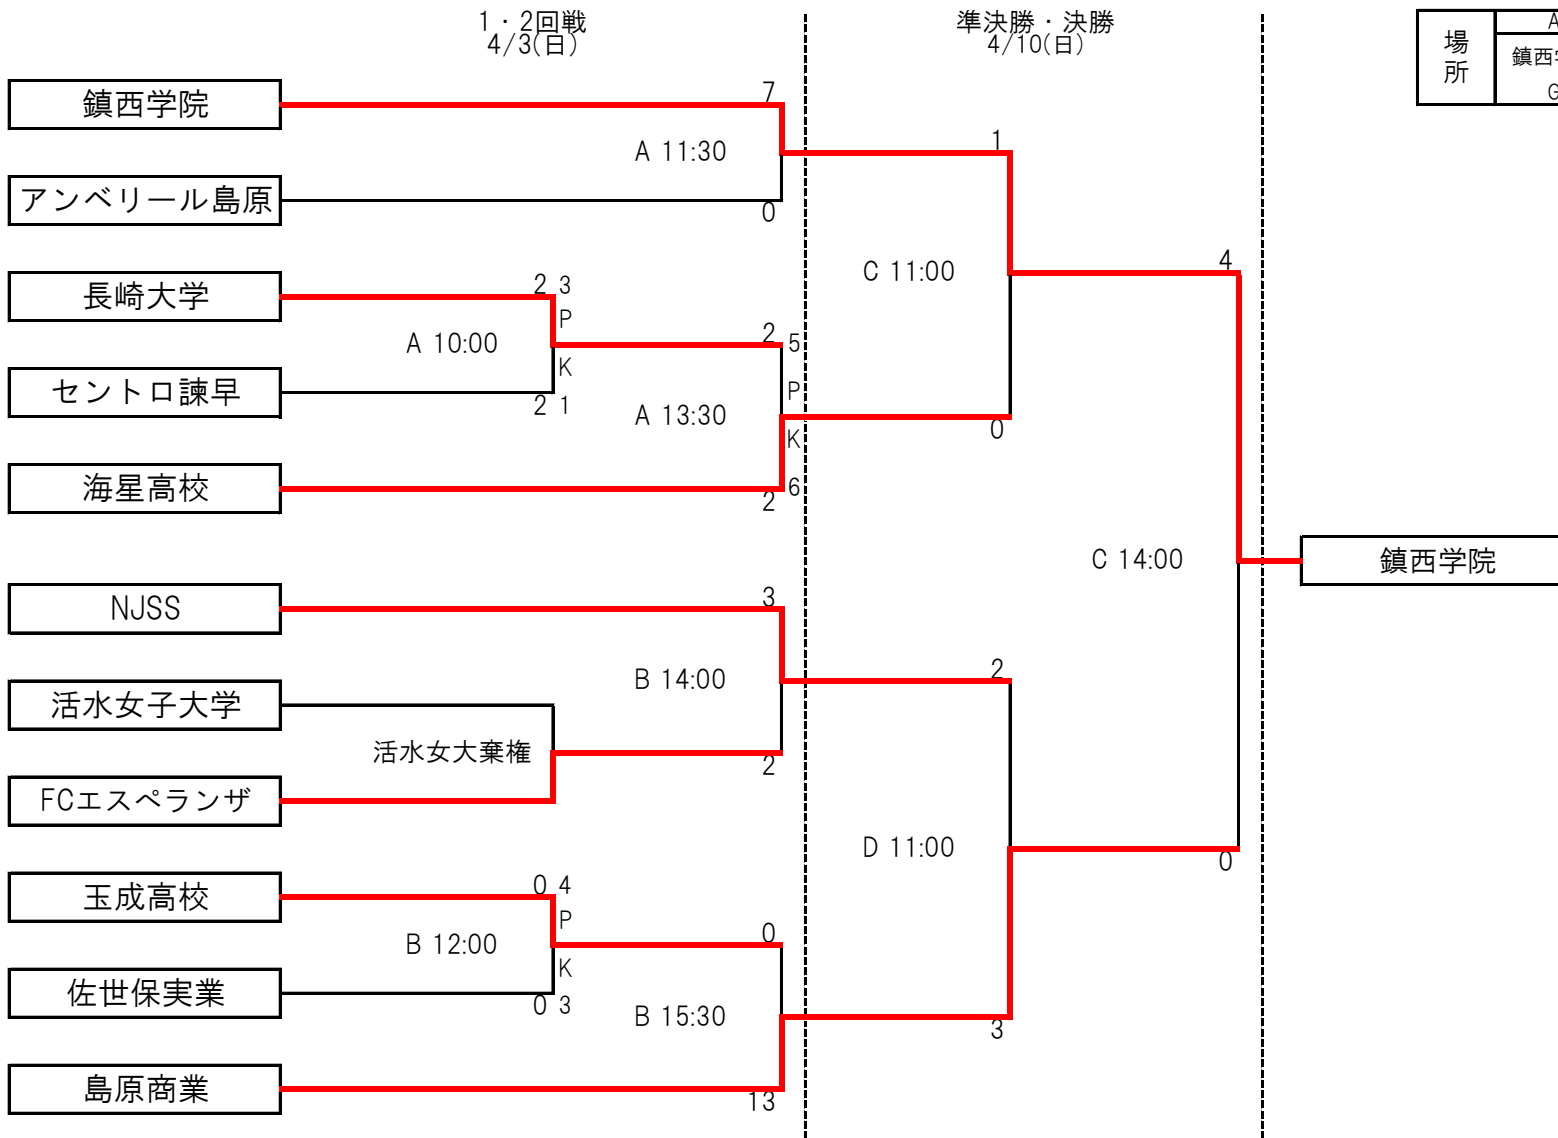 1・2回戦
4/3(日)
準決勝・決勝
4/10(日)
場所
A
鎮西
G
鎮西学院
7
A 11:30
1
アンベリール島原
0
C 11:00
4
長崎大学
2 3
P
A 10:00
2 5
K
P
セントロ諫早
2 1
A 13:30
0
K
海星高校
2 6
C 14:00
鎮西学院
NJSS
3
B 14:00
2
活水女子大学
活水女大棄権
2
FCエスペランザ
D 11:00
0
玉成高校
0 4
P
B 12:00
0
K
佐世保実業
0 3
B 15:30
3
島原商業
13